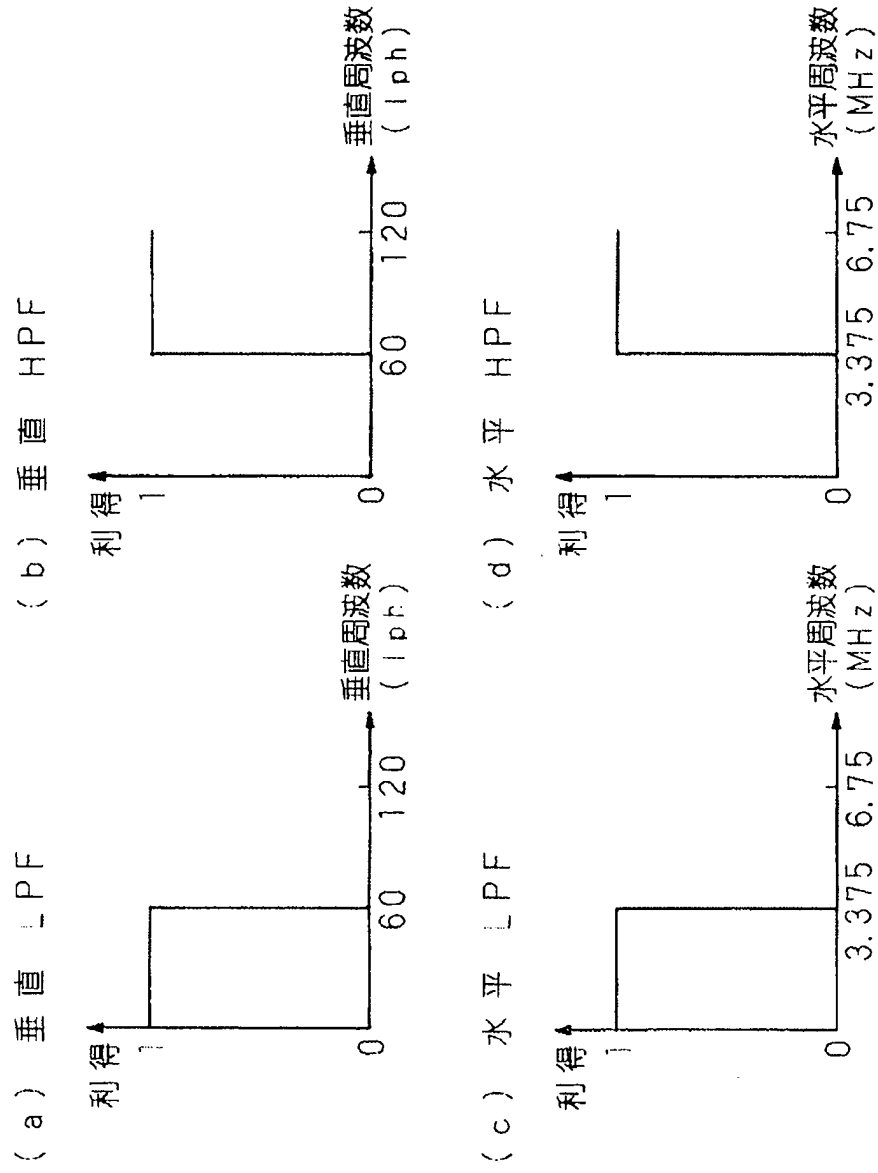 (a) 垂直 LPF
利得
1
0
60
120
垂直周波数
(lph)
(b) 垂直 HPF
利得
1
0
60
120
垂直周波数
(lph)
(c) 水平 LPF
利得
1
0
3.375
6.75
水平周波数
(MHz)
(d) 水平 HPF
利得
1
0
3.375
6.75
水平周波数
(MHz)